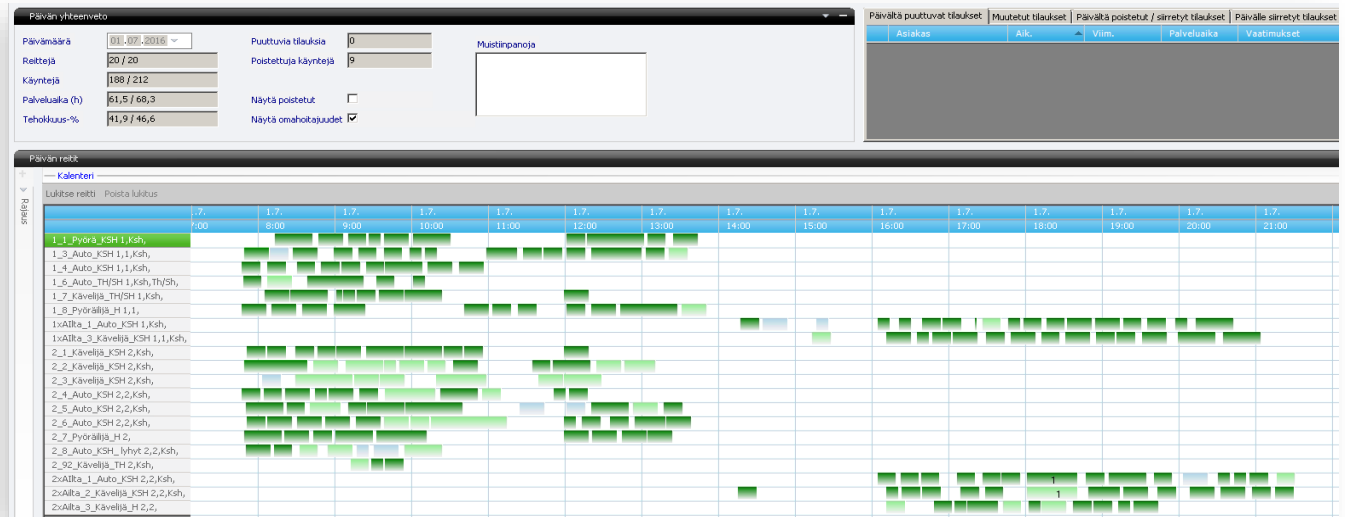 Päivän yhteenveto
Päivämäärä 01 .07 .2016
Reittejä 20 / 20
Käyntejä 188 / 212
Palveluaika (h) 61,5 / 68,3
Tehokkuus-% 41,9 / 46,6
Puuttuvia tilauksia 0
Poistettuja käyntejä 9
Näytä poistetut
Näytä omahoitajuudet
Muistiinpanoja
Päivältä puuttuvat tilaukset Muutetut tilaukset Päivältä poistetut / siirretyt tilaukset Päivälle siirretyt tilaukset
Asiakas Aik. Viim. Palveluaika Vaatimukset
Päivän reitit
Kalenteri
Rajaus
Lukitse reitti Poista lukitus
1.7. 1.7. 1.7. 1.7. 1.7. 1.7. 1.7. 1.7. 1.7. 1.7. 1.7. 1.7. 1.7. 1.7. 1.7.
7:00 8:00 9:00 10:00 11:00 12:00 13:00 14:00 15:00 16:00 17:00 18:00 19:00 20:00 21:00
1_1_Pyörä_KSH 1,Ksh,
1_3_Auto_KSH 1,1,Ksh,
1_4_Auto_KSH 1,1,Ksh,
1_6_Auto_TH/SH 1,Ksh,Th/Sh,
1_7_Kävelijä_TH/SH 1,Ksh,
1_8_Pyöräilijä_H 1,1,
1xAIlta_1_Auto_KSH 1,Ksh,
1xAIlta_3_Kävelijä_KSH 1,1,Ksh,
2_1_Kävelijä_KSH 2,Ksh,
2_2_Kävelijä_KSH 2,Ksh,
2_3_Kävelijä_KSH 2,Ksh,
2_4_Auto_KSH 2,2,Ksh,
2_5_Auto_KSH 2,2,Ksh,
2_6_Auto_KSH 2,2,Ksh,
2_7_Pyöräilijä_H 2,
2_8_Auto_KSH_ lyhyt 2,2,Ksh,
2_92_Kävelijä_TH 2,Ksh,
2xAIlta_1_Auto_KSH 2,2,Ksh, 1
2xAilta_2_Kävelijä_KSH 2,2,Ksh, 1
2xAilta_3_Kävelijä_H 2,2,